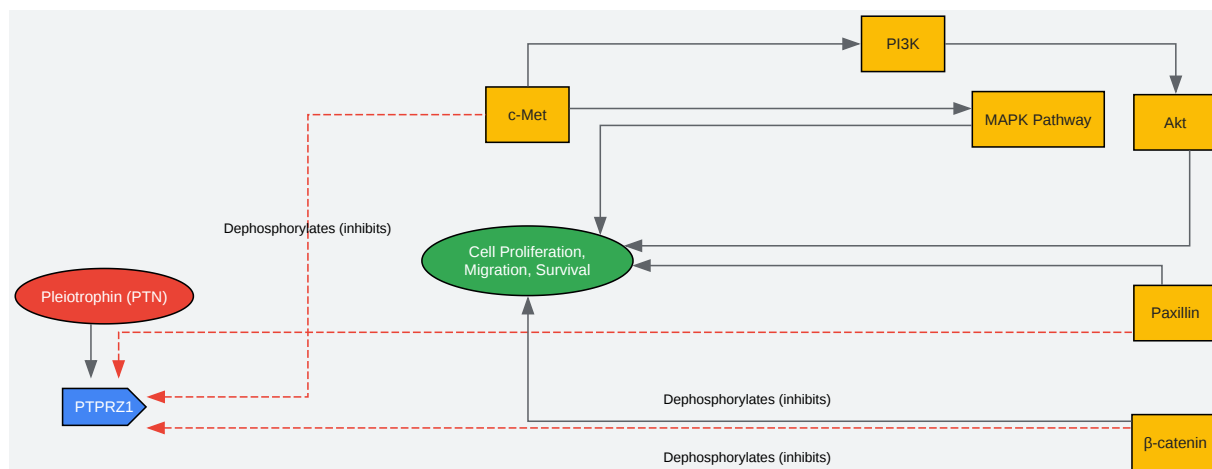 PI3K
c-Met
MAPK Pathway
Akt
Dephosphorylates (inhibits)
Cell Proliferation,
Migration, Survival
Pleiotrophin (PTN)
Paxillin
PTPRZ1
Dephosphorylates (inhibits)
β-catenin
Dephosphorylates (inhibits)